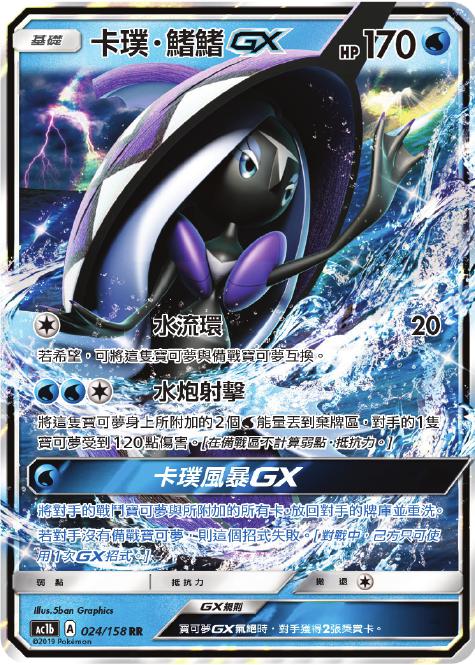 基礎 卡璞·鰭鰭GX HP170
水流環 20
若希望，可將這隻寶可夢與備戰寶可夢互換。
水炮射擊
將這隻寶可夢身上所附加的2個能量丟到棄牌區，對手的1隻
寶可夢受到120點傷害。[在備戰區不計算弱點·抵抗力。]
卡璞風暴GX
將對手的戰鬥寶可夢與所附加的所有卡，放回對手的牌庫並重洗。
若對手沒有備戰寶可夢，則這個招式失敗。[對戰中，己方只可使
用1次GX招式。]
弱點 抵抗力 撤退
illus.5ban Graphics
GX規則
AC1b A 024/158 RR
寶可夢GX氣絕時，對手獲得2張獎賞卡。
©2019 Pokémon